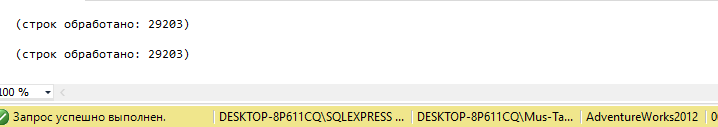 (строк обработано: 29203)
(строк обработано: 29203)
100 %
Запрос успешно выполнен. DESKTOP-8P611CQ\SQLEXPRESS ... DESKTOP-8P611CQ\Mus-Ta... AdventureWorks2012